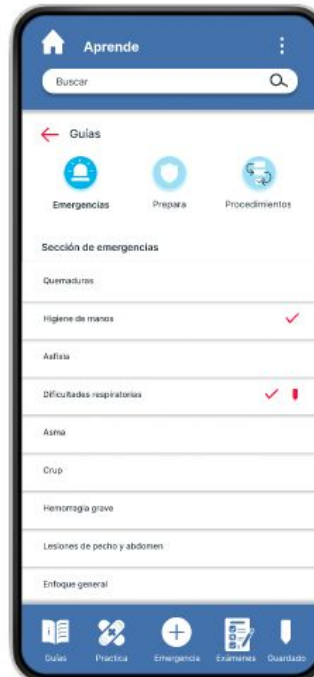 Aprende
Buscar
Guías
Emergencias Prepara Procedimientos
Sección de emergencias
Quemaduras
Higiene de manos
Asfixia
Dificultades respiratorias
Asma
Crup
Hemorragia grave
Lesiones de pecho y abdomen
Enfoque general
Guías Practica Emergencia Exámenes Guardado